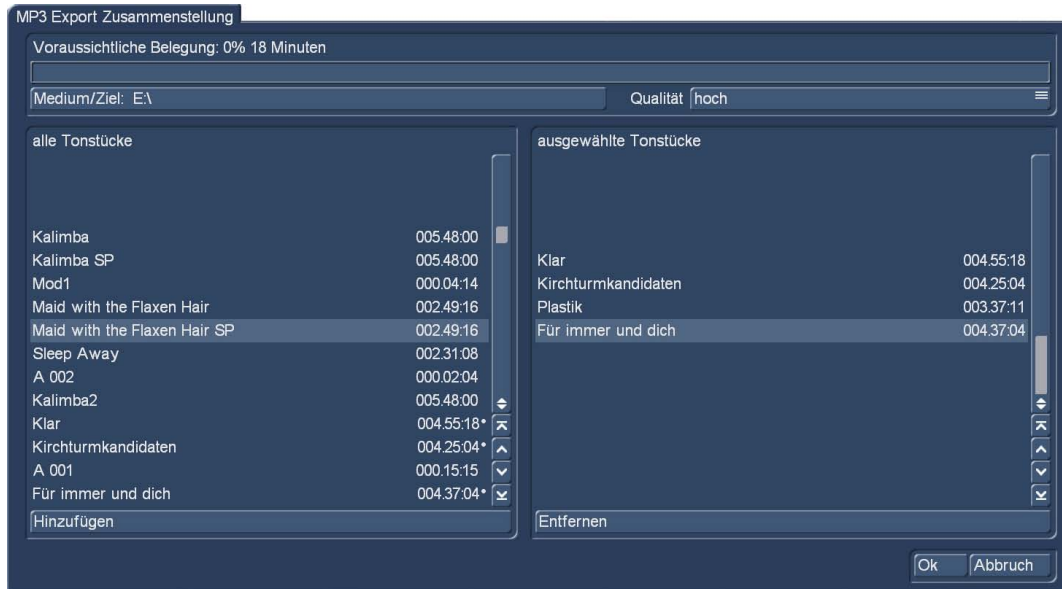 MP3 Export Zusammenstellung
Voraussichtliche Belegung: 0% 18 Minuten
Medium/Ziel: E:\
Qualität hoch
alle Tonstücke
Kalimba 005.48:00
Kalimba SP 005.48:00
Mod1 000.04:14
Maid with the Flaxen Hair 002.49:16
Maid with the Flaxen Hair SP 002.49:16
Sleep Away 002.31:08
A 002 000.02:04
Kalimba2 005.48:00
Klar 004.55:18•
Kirchturmkandidaten 004.25:04•
A 001 000.15:15
Für immer und dich 004.37:04•
Hinzufügen
ausgewählte Tonstücke
Klar 004.55:18
Kirchturmkandidaten 004.25:04
Plastik 003.37:11
Für immer und dich 004.37:04
Entfernen
Ok Abbruch